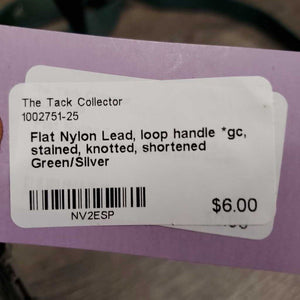 The Tack Collector
1002751-25
Flat Nylon Lead, loop handle *gc,
stained, knotted, shortened
Green/Silver
NV2ESP
$6.00